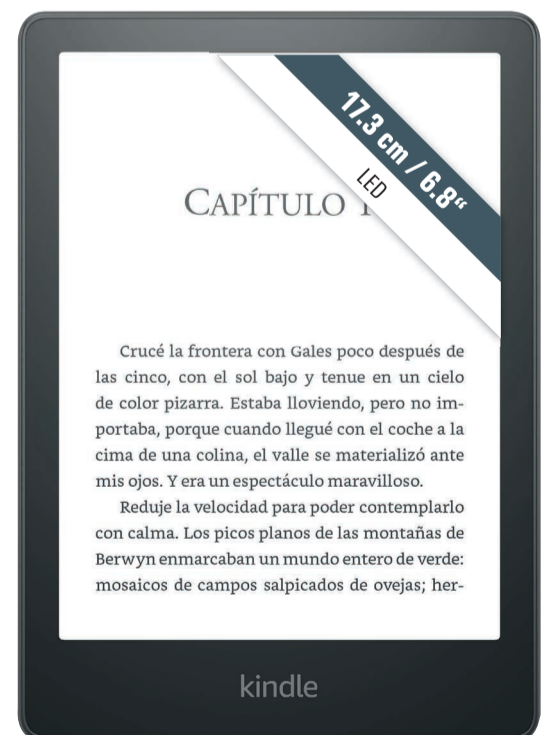 17.3 cm / 6.8“
LED
CAPÍTULO 1
Crucé la frontera con Gales poco después de
las cinco, con el sol bajo y tenue en un cielo
de color pizarra. Estaba lloviendo, pero no im-
portaba, porque cuando llegué con el coche a la
cima de una colina, el valle se materializó ante
mis ojos. Y era un espectáculo maravilloso.
Reduje la velocidad para poder contemplarlo
con calma. Los picos planos de las montañas de
Berwyn enmarcaban un mundo entero de verde:
mosaicos de campos salpicados de ovejas; her-
kindle